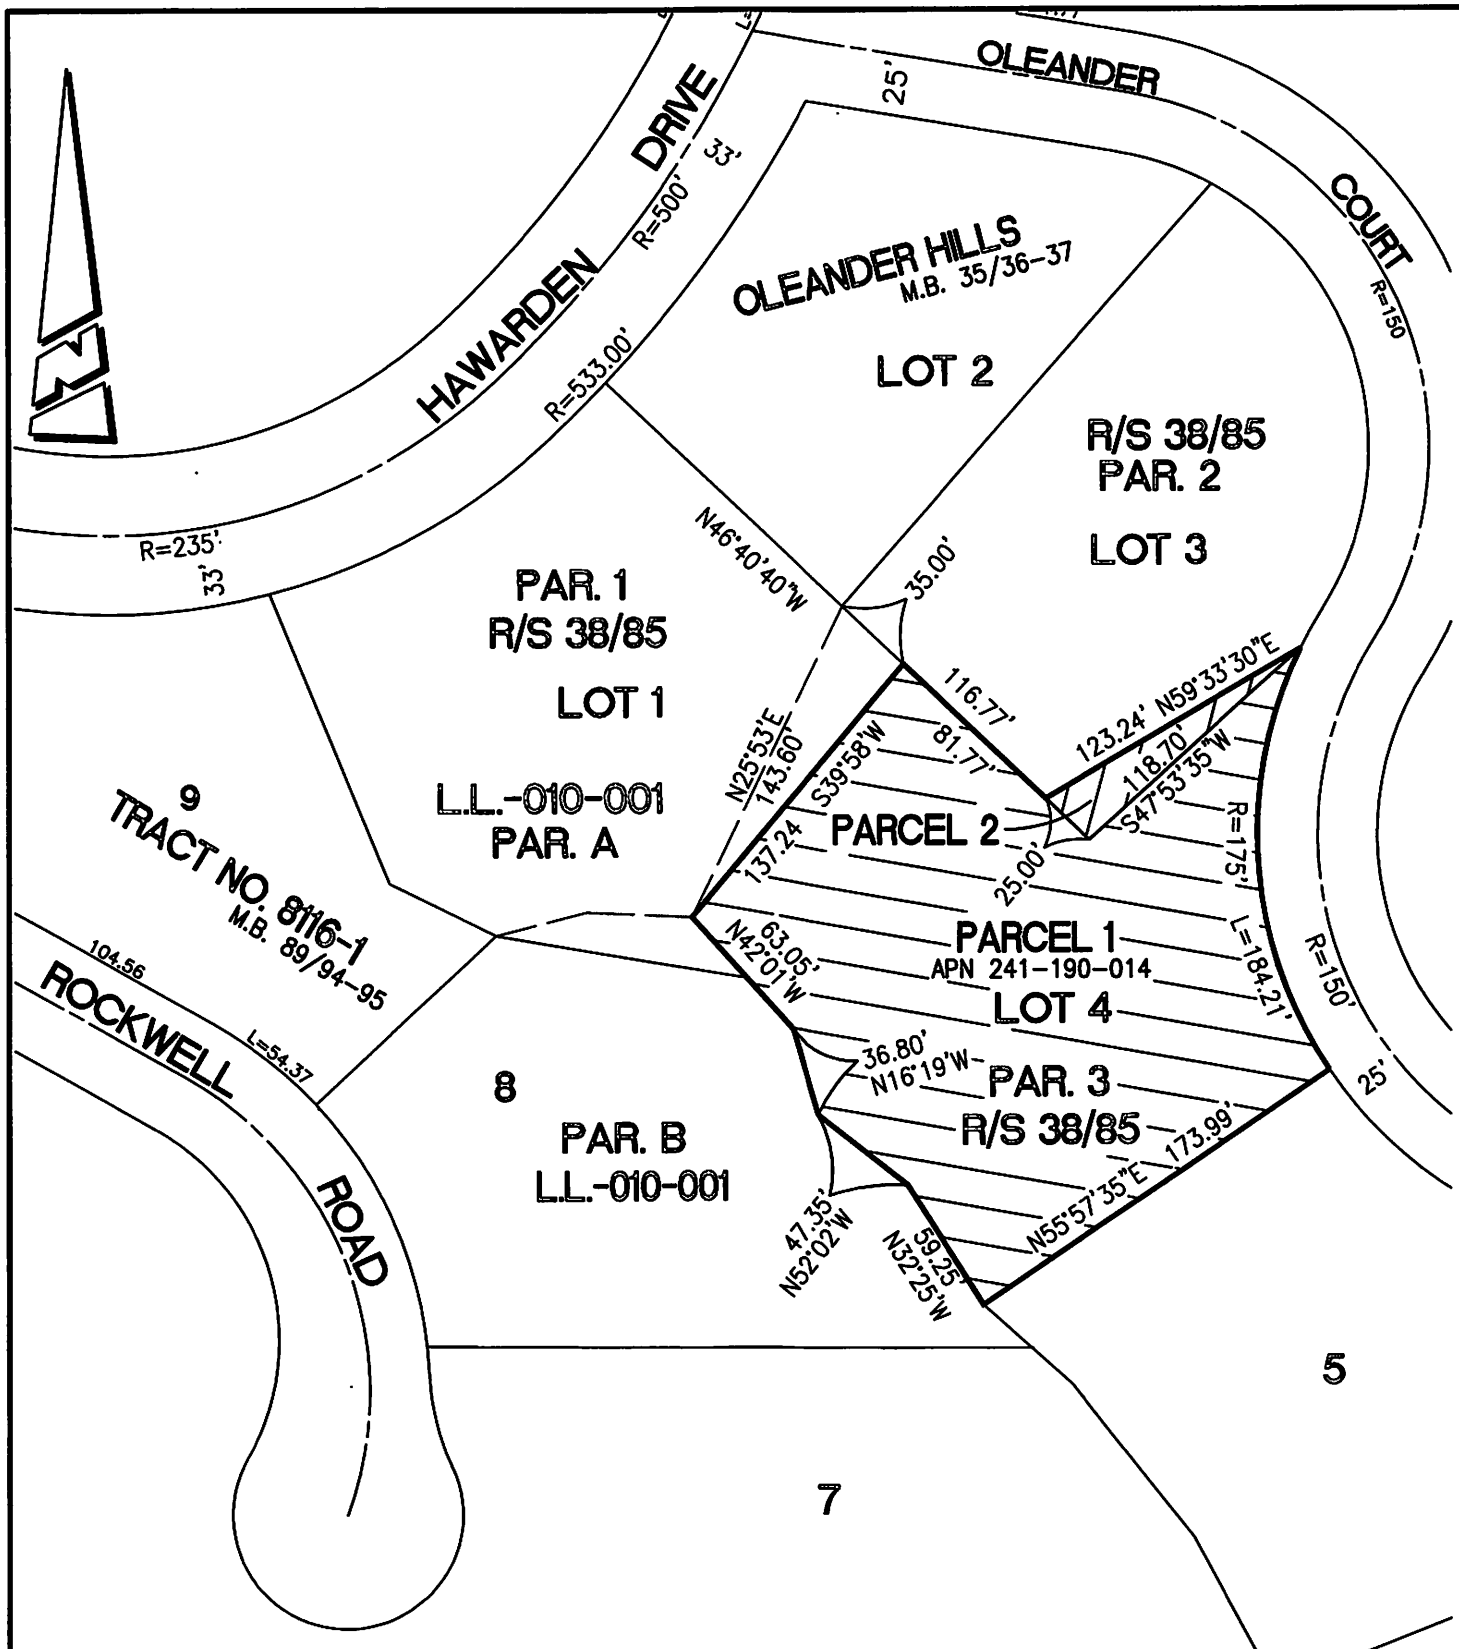 OLEANDER
COURT
25'
HAWARDEN DRIVE
33'
R=500'
R=533.00'
R=235'
33'
R=150
OLEANDER HILLS
M.B. 35/36-37
LOT 2
R/S 38/85
PAR. 2
LOT 3
N46°40'40"W
35.00'
PAR. 1
R/S 38/85
LOT 1
L.L.-010-001
PAR. A
N25°53'E
143.60'
S39°58'W
137.24
116.77'
81.77'
123.24' N59°33'30"E
118.70'
S47°53'35"W
PARCEL 2
25.00'
R=175'
L=184.21'
R=150'
9
TRACT NO. 8116-1
M.B. 89/94-95
104.56
ROCKWELL
L=54.37
ROAD
63.05'
N42°01'W
PARCEL 1
APN 241-190-014
LOT 4
36.80'
N16°19'W
PAR. 3
R/S 38/85
25'
173.99'
N55°57'35"E
8
PAR. B
L.L.-010-001
47.35'
N52°02'W
59.25'
N32°25'W
5
7
N